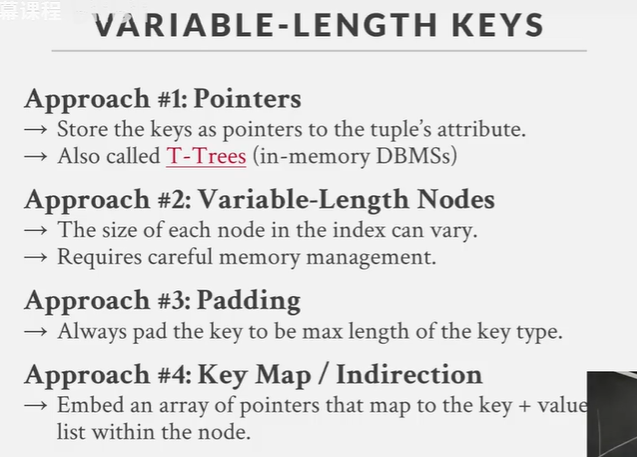 幕课程
VARIABLE-LENGTH KEYS
Approach #1: Pointers
→ Store the keys as pointers to the tuple's attribute.
→ Also called T-Trees (in-memory DBMSs)
Approach #2: Variable-Length Nodes
→ The size of each node in the index can vary.
→ Requires careful memory management.
Approach #3: Padding
→ Always pad the key to be max length of the key type.
Approach #4: Key Map / Indirection
→ Embed an array of pointers that map to the key + value
list within the node.